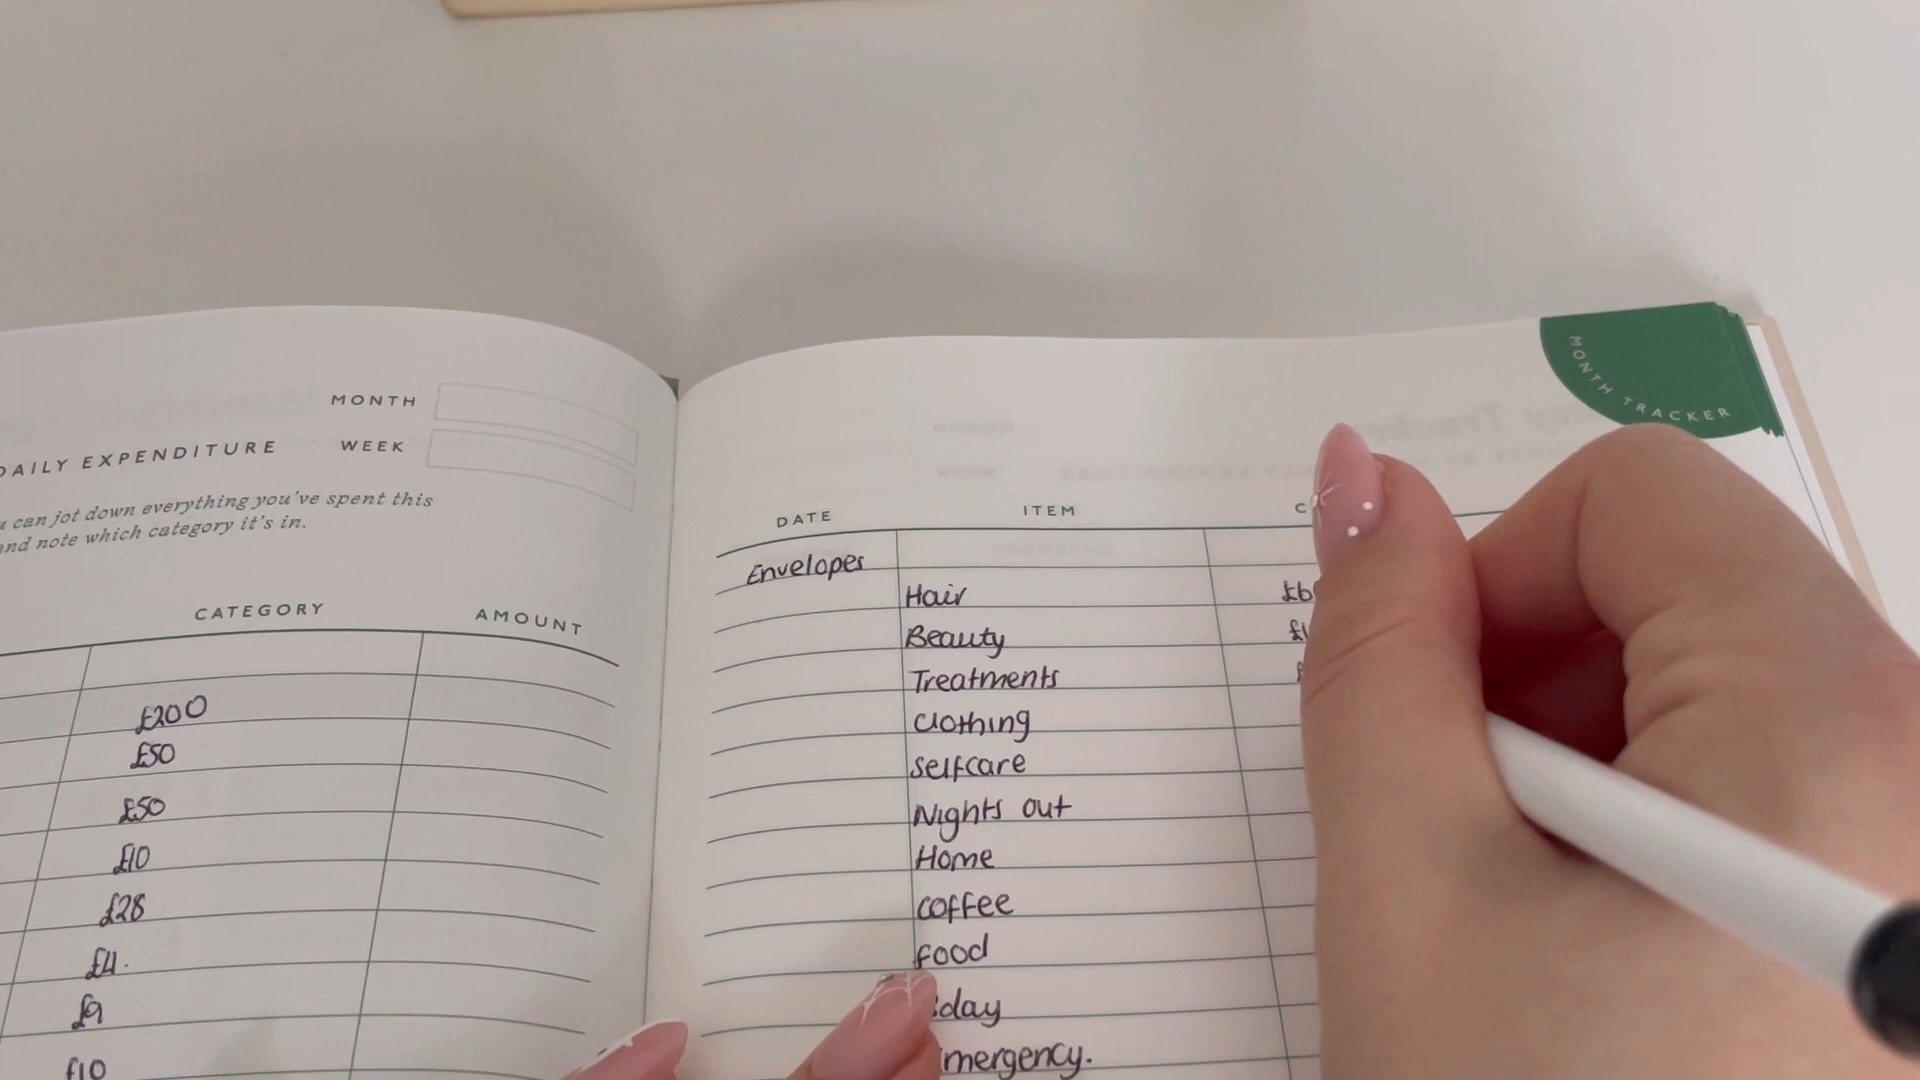 MONTH
DAILY EXPENDITURE WEEK
can jot down everything you've spent this
and note which category it's in.
CATEGORY AMOUNT
£200
£50
£50
£10
£28
£4.
£9
£10
MONTH TRACKER
DATE ITEM
Envelopes
Hair
Beauty
Treatments
Clothing
Selfcare
Nights out
Home
Coffee
Food